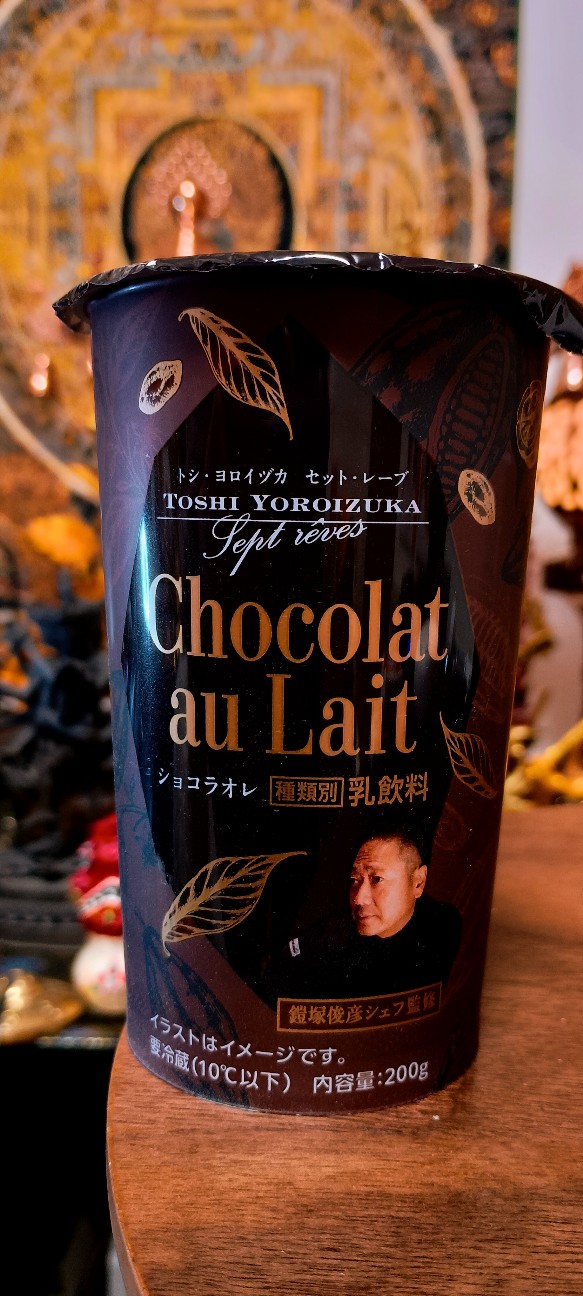 トシ・ヨロイヅカ セット・レーブ
TOSHI YOROIZUKA
Sept rêves
Chocolat
au Lait
ショコラオレ 種類別 乳飲料
鎧塚俊彦シェフ監修
イラストはイメージです。
要冷蔵(10℃以下) 内容量:200g